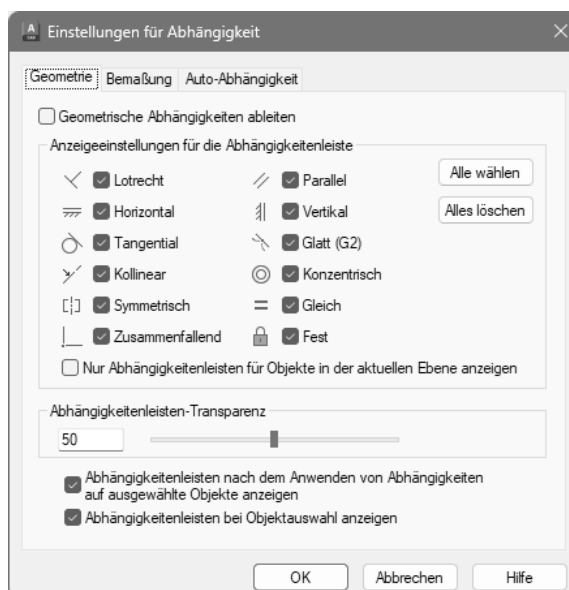 A
CAD
Einstellungen für Abhängigkeit
Geometrie Bemaßung Auto-Abhängigkeit
Geometrische Abhängigkeiten ableiten
Anzeigeeinstellungen für die Abhängigkeitenleiste
Lotrecht Parallel Alle wählen
Horizontal Vertikal Alles löschen
Tangential Glatt (G2)
Kollinear Konzentrisch
Symmetrisch Gleich
Zusammenfallend Fest
Nur Abhängigkeitenleisten für Objekte in der aktuellen Ebene anzeigen
Abhängigkeitenleisten-Transparenz
50
Abhängigkeitenleisten nach dem Anwenden von Abhängigkeiten
auf ausgewählte Objekte anzeigen
Abhängigkeitenleisten bei Objektauswahl anzeigen
OK Abbrechen Hilfe